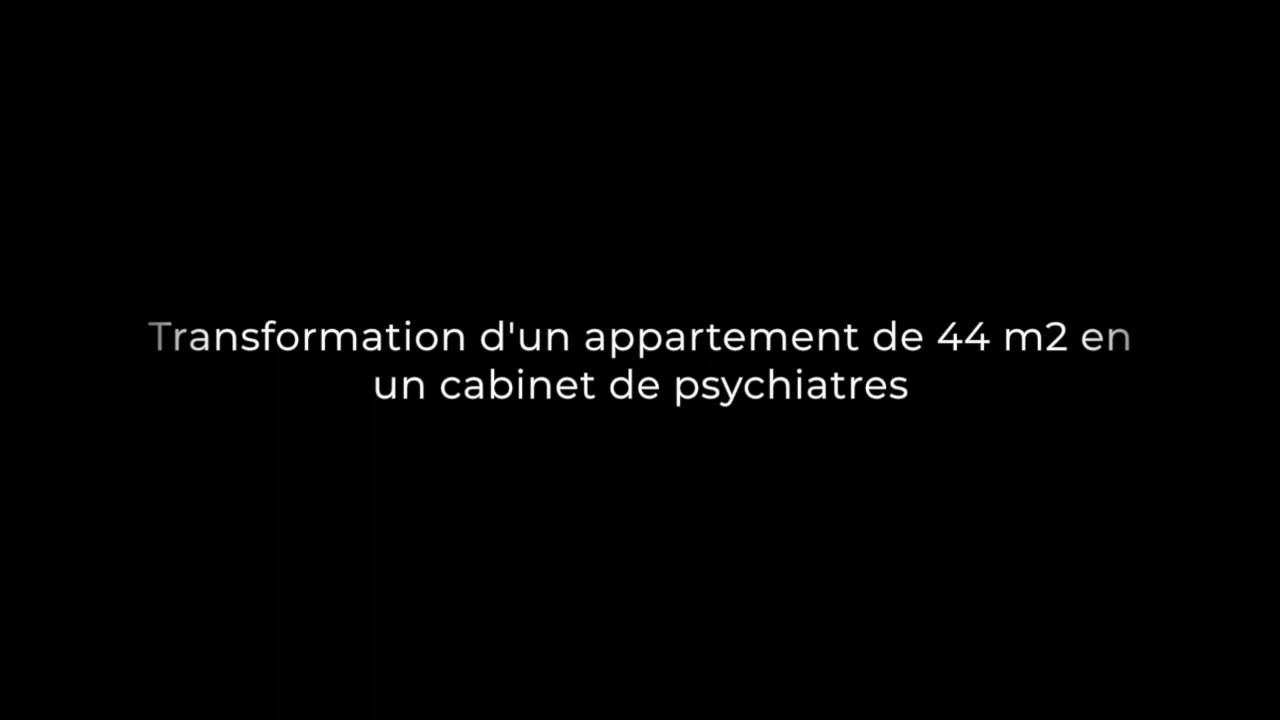 Transformation d'un appartement de 44 m2 en
un cabinet de psychiatres